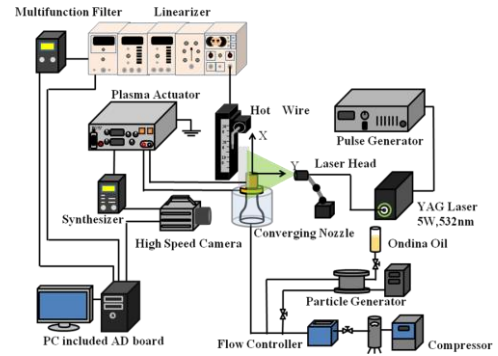 Multifunction Filter
Linearizer
Plasma Actuator
Hot Wire
X
Pulse Generator
Y
Laser Head
Synthesizer
YAG Laser
5W,532nm
High Speed Camera
Converging Nozzle
Ondina Oil
Particle Generator
PC included AD board
Flow Controller
Compressor